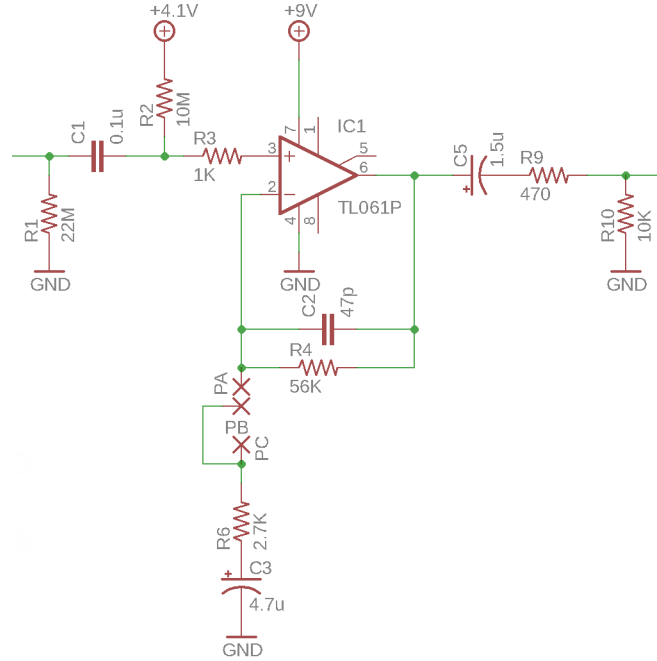 +4.1V
+9V
C1
0.1u
R2
10M
R3
1K
3
2
7
1
IC1
5
6
4
8
TL061P
C5
1.5u
R9
470
R1
22M
R10
10K
GND
GND
GND
C2
47p
R4
56K
PA
PB
PC
R6
2.7K
C3
4.7u
GND